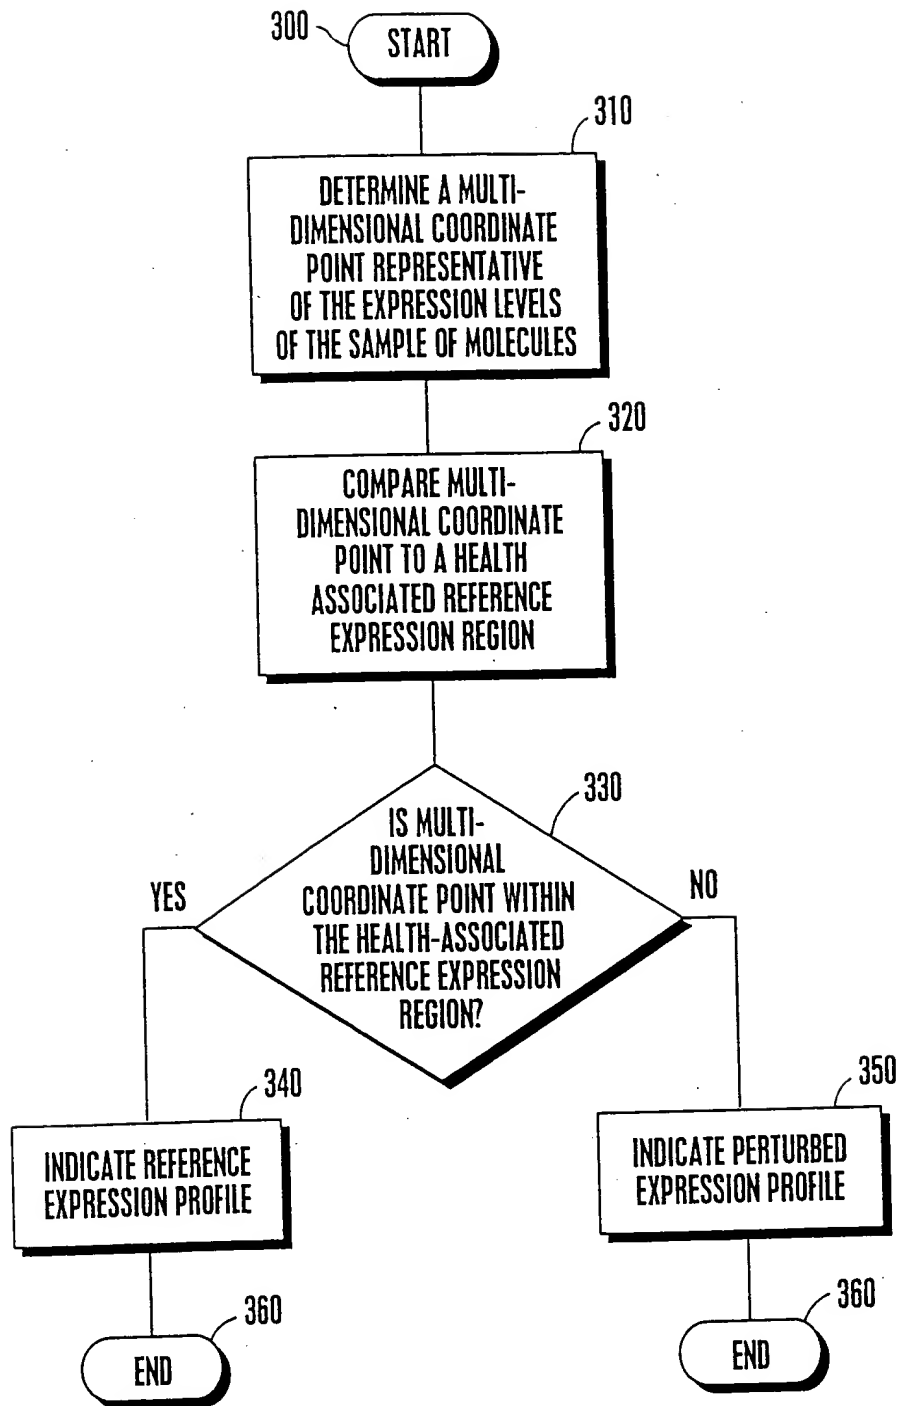 300
START
310
DETERMINE A MULTI-
DIMENSIONAL COORDINATE
POINT REPRESENTATIVE
OF THE EXPRESSION LEVELS
OF THE SAMPLE OF MOLECULES
320
COMPARE MULTI-
DIMENSIONAL COORDINATE
POINT TO A HEALTH
ASSOCIATED REFERENCE
EXPRESSION REGION
330
IS MULTI-
DIMENSIONAL
COORDINATE POINT WITHIN
THE HEALTH-ASSOCIATED
REFERENCE EXPRESSION
REGION?
YES
NO
340
INDICATE REFERENCE
EXPRESSION PROFILE
350
INDICATE PERTURBED
EXPRESSION PROFILE
360
END
360
END